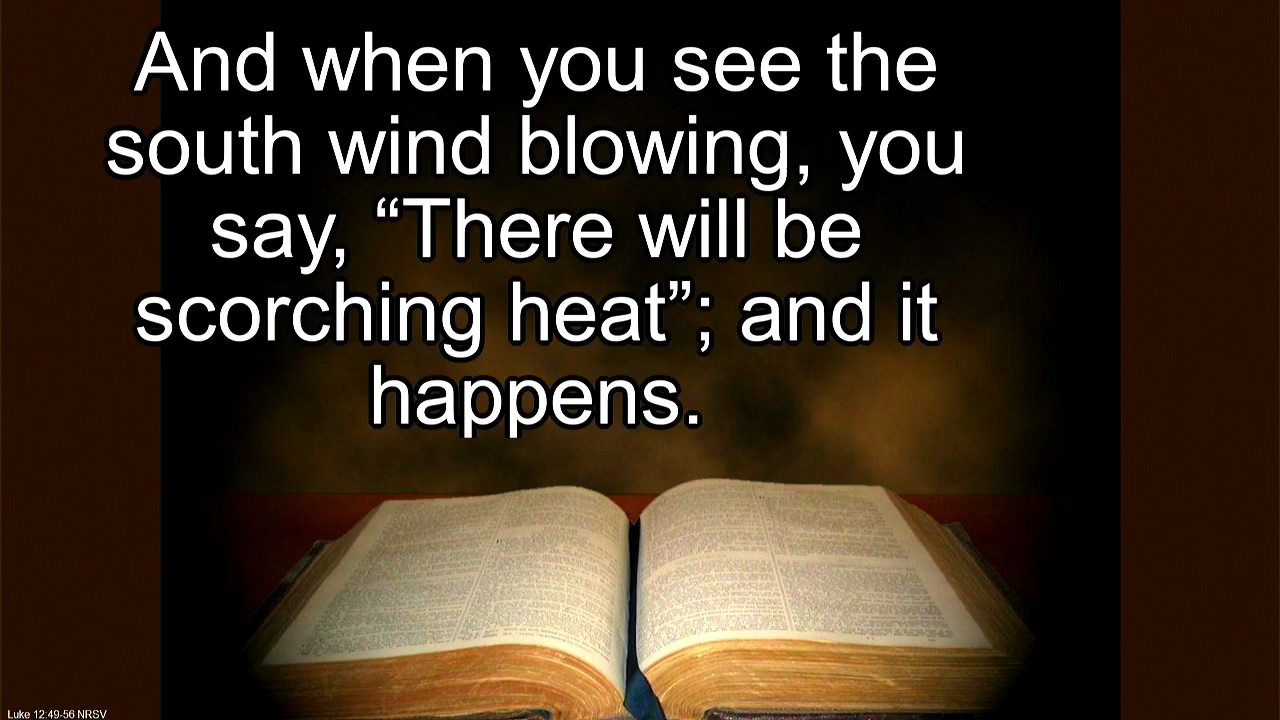 And when you see the
south wind blowing, you
say, “There will be
scorching heat”; and it
happens.
Luke 12:49-56 NRSV